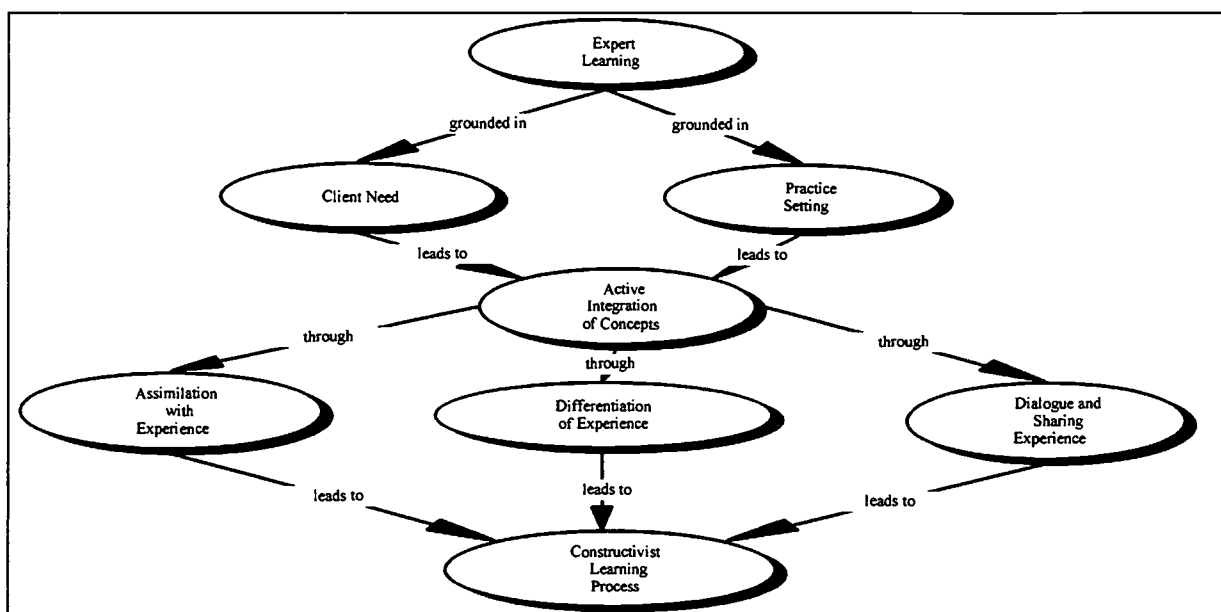 Expert
Learning
grounded in
grounded in
Client Need
Practice
Setting
leads to
leads to
Active
Integration
of Concepts
through
through
through
Assimilation
with
Experience
Differentiation
of Experience
Dialogue and
Sharing
Experience
leads to
leads to
leads to
Constructivist
Learning
Process